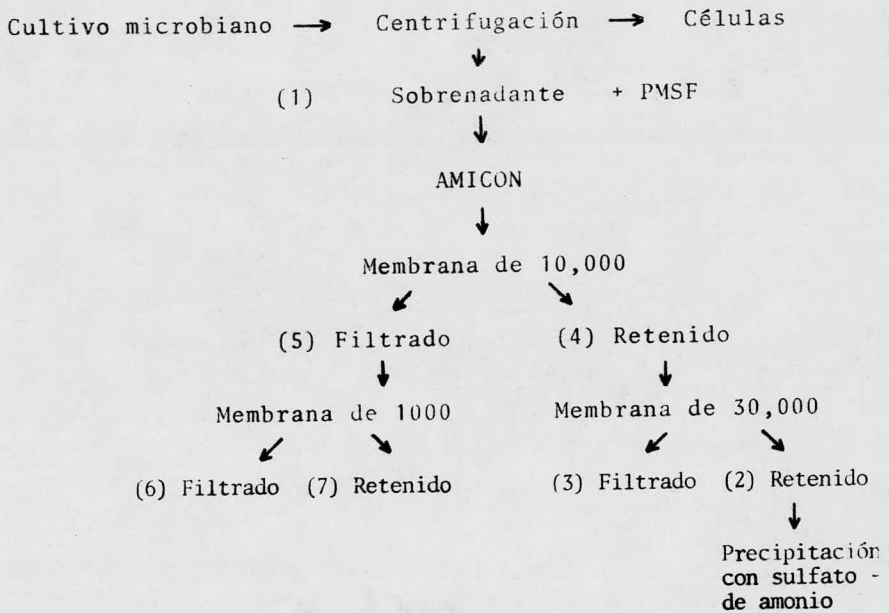 Cultivo microbiano → Centrifugación → Células
(1) Sobrenadante + PMSF
AMICON
Membrana de 10,000
(5) Filtrado (4) Retenido
Membrana de 1000 Membrana de 30,000
(6) Filtrado (7) Retenido (3) Filtrado (2) Retenido
Precipitación
con sulfato -
de amonio